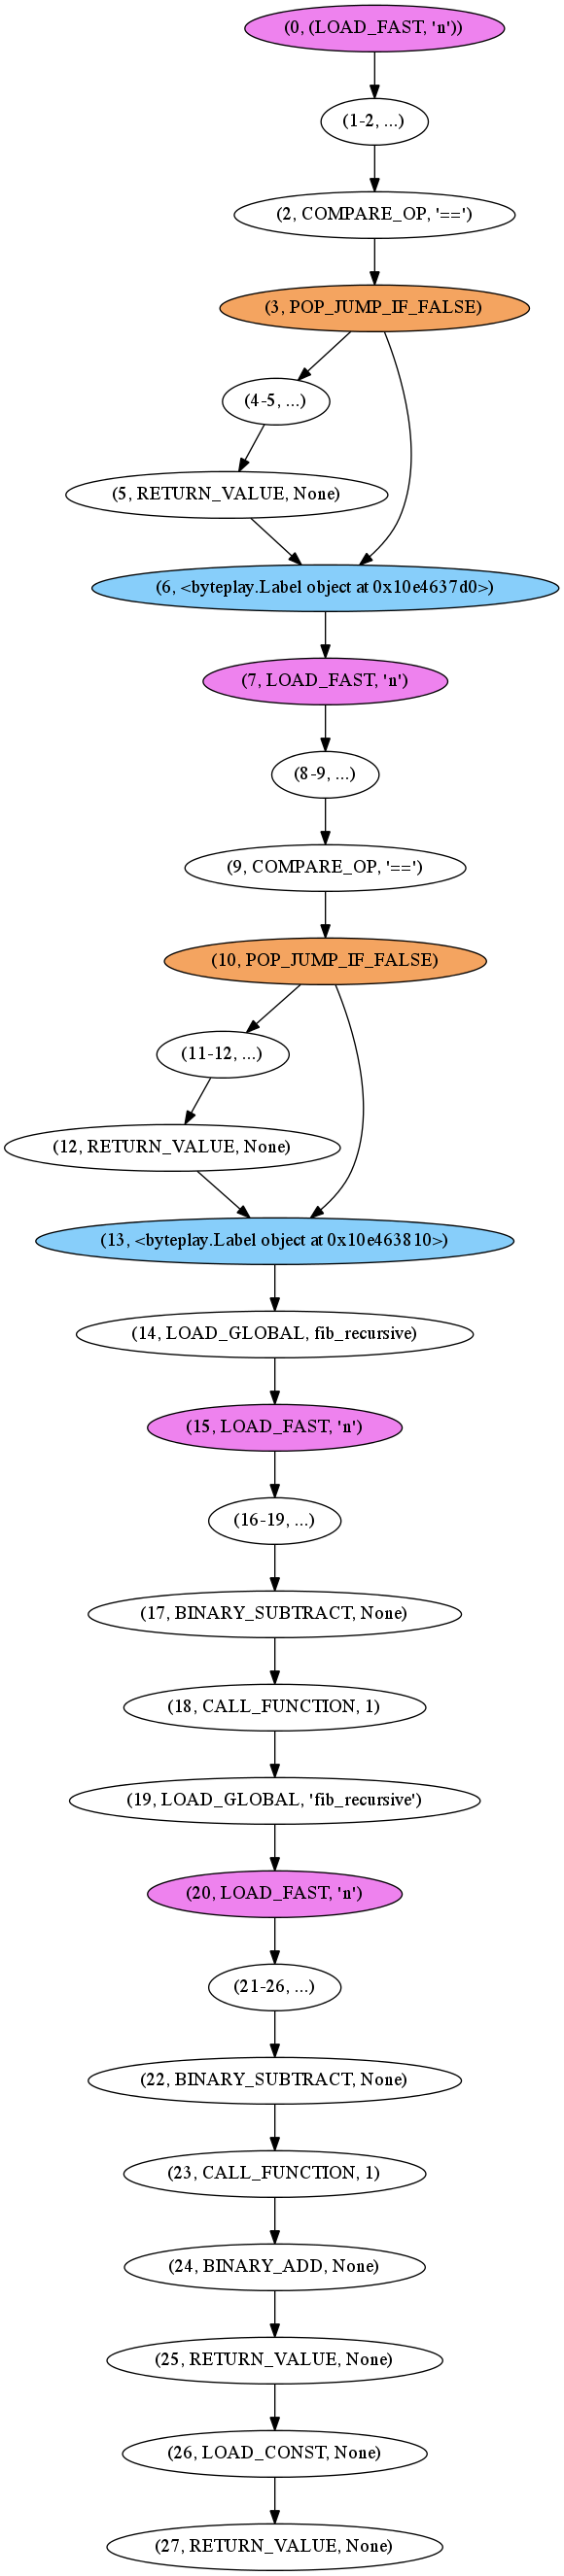 (0, (LOAD_FAST, 'n'))
(1-2, ...)
(2, COMPARE_OP, '==')
(3, POP_JUMP_IF_FALSE)
(4-5, ...)
(5, RETURN_VALUE, None)
(6, <byteplay.Label object at 0x10e4637d0>)
(7, LOAD_FAST, 'n')
(8-9, ...)
(9, COMPARE_OP, '==')
(10, POP_JUMP_IF_FALSE)
(11-12, ...)
(12, RETURN_VALUE, None)
(13, <byteplay.Label object at 0x10e463810>)
(14, LOAD_GLOBAL, fib_recursive)
(15, LOAD_FAST, 'n')
(16-19, ...)
(17, BINARY_SUBTRACT, None)
(18, CALL_FUNCTION, 1)
(19, LOAD_GLOBAL, 'fib_recursive')
(20, LOAD_FAST, 'n')
(21-26, ...)
(22, BINARY_SUBTRACT, None)
(23, CALL_FUNCTION, 1)
(24, BINARY_ADD, None)
(25, RETURN_VALUE, None)
(26, LOAD_CONST, None)
(27, RETURN_VALUE, None)